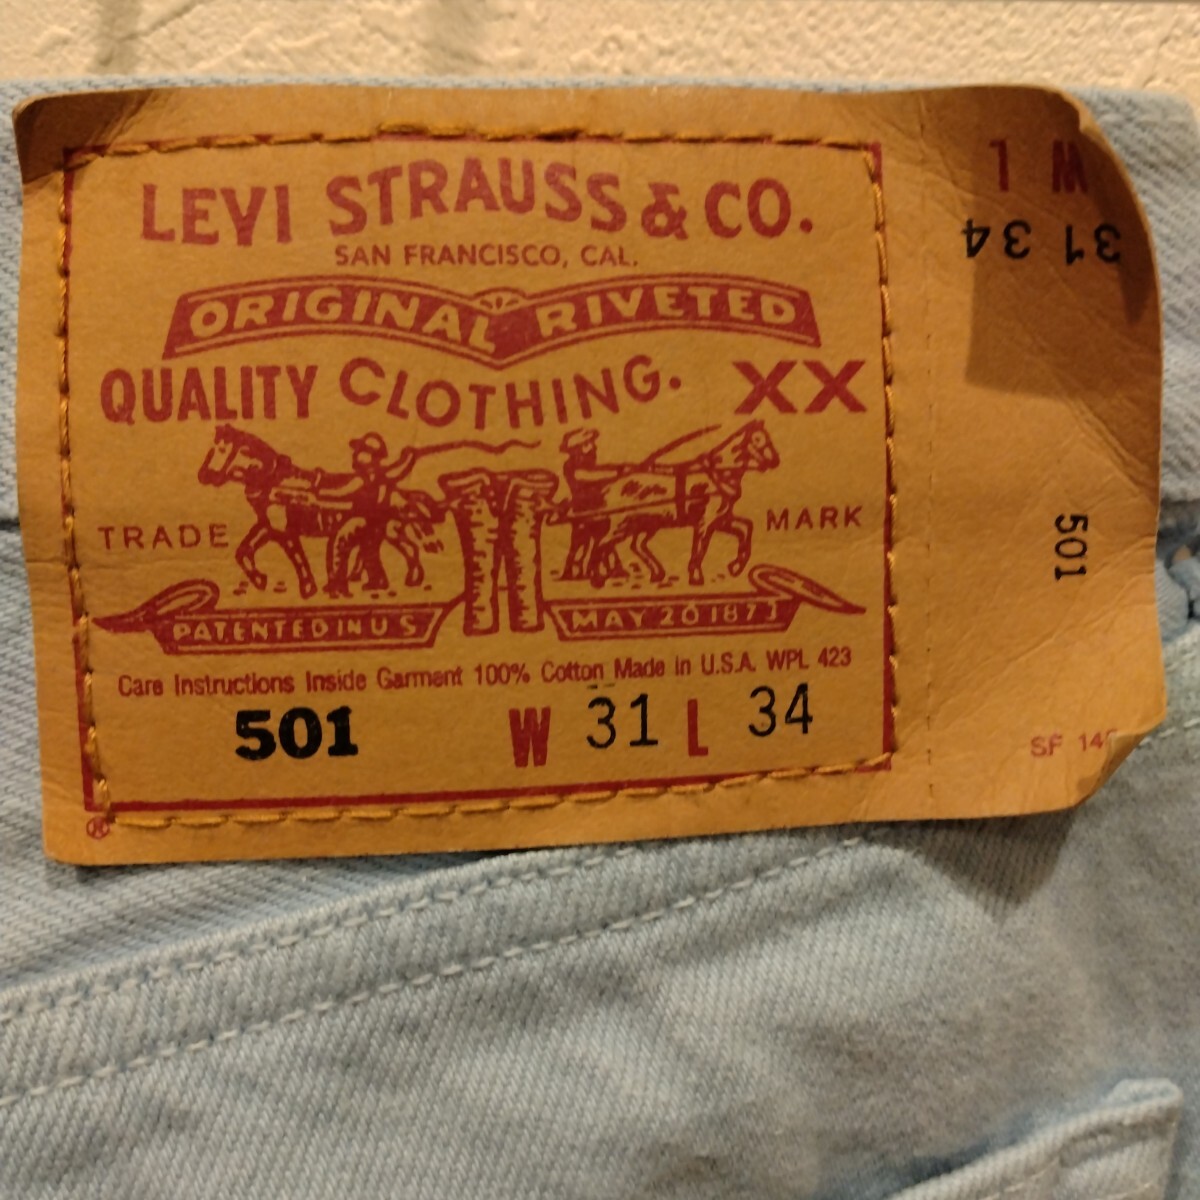 LEVI STRAUSS & CO.
SAN FRANCISCO, CAL.
ORIGINAL RIVETED
QUALITY CLOTHING. XX
TRADE MARK
PATENTED IN U S MAY 20 1873
Care Instructions Inside Garment 100% Cotton Made in U.S.A. WPL 423
501 W 31 L 34
®
W L
31 34
501
SF